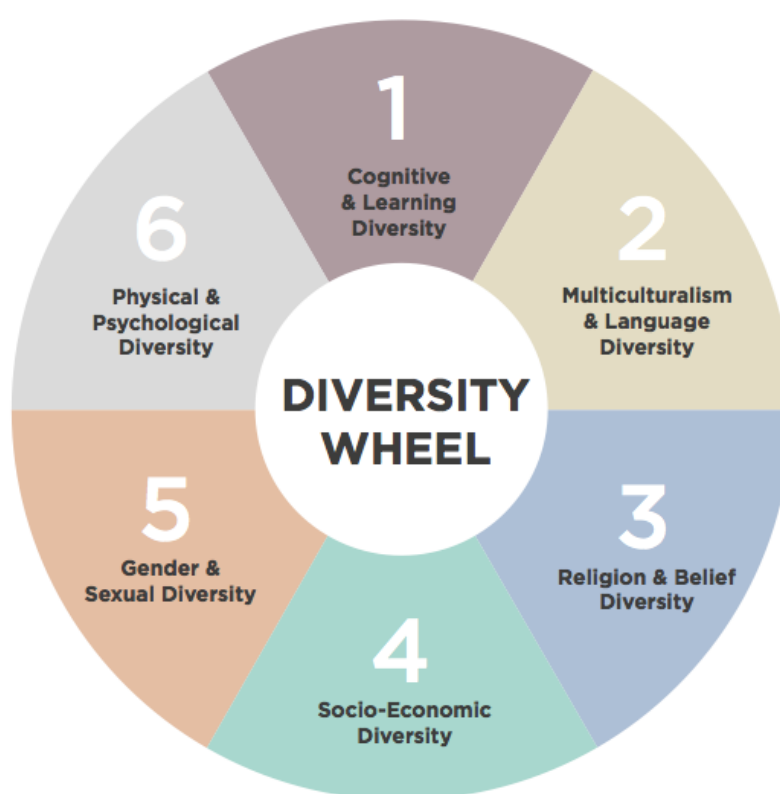 DIVERSITY
WHEEL
1
Cognitive
& Learning
Diversity
2
Multiculturalism
& Language
Diversity
3
Religion & Belief
Diversity
4
Socio-Economic
Diversity
5
Gender &
Sexual Diversity
6
Physical &
Psychological
Diversity